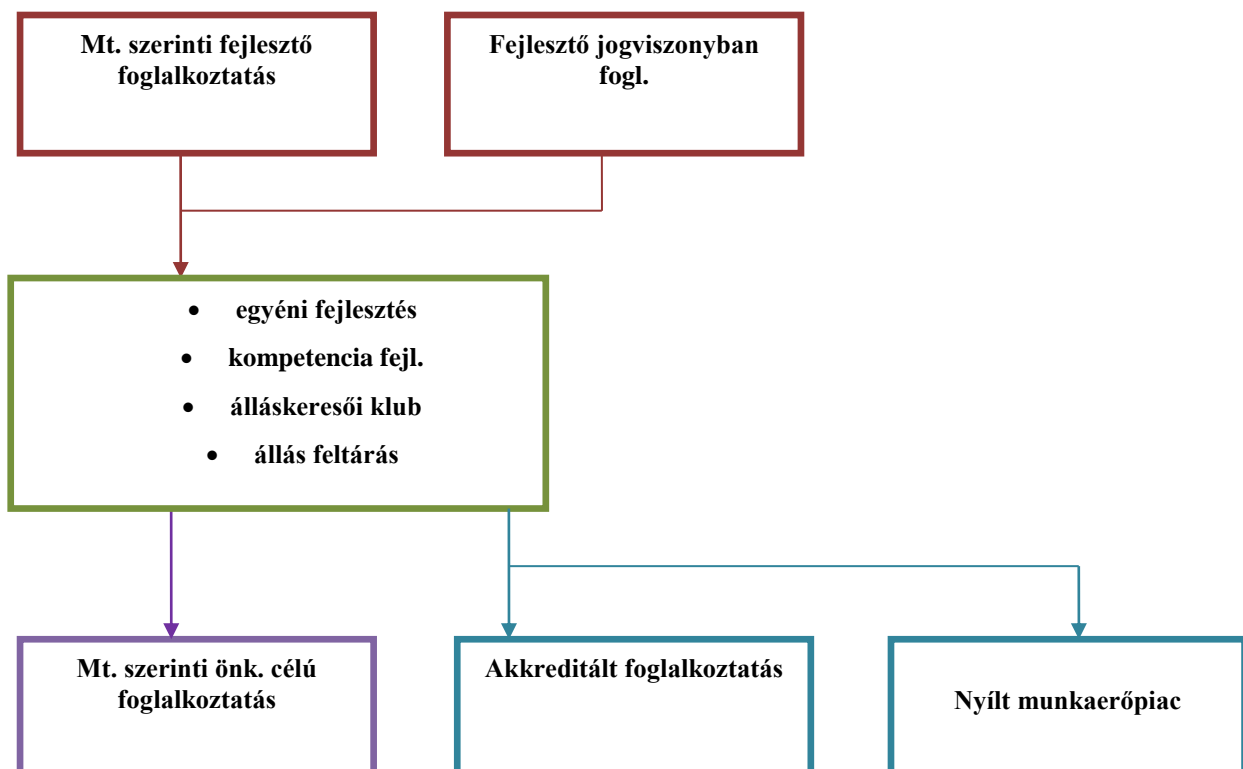 Mt. szerinti fejlesztő
foglalkoztatás
Fejlesztő jogviszonyban
fogl.
• egyéni fejlesztés
• kompetencia fejl.
• álláskeresői klub
• állás feltárás
Mt. szerinti önk. célú
foglalkoztatás
Akkreditált foglalkoztatás
Nyílt munkaerőpiac